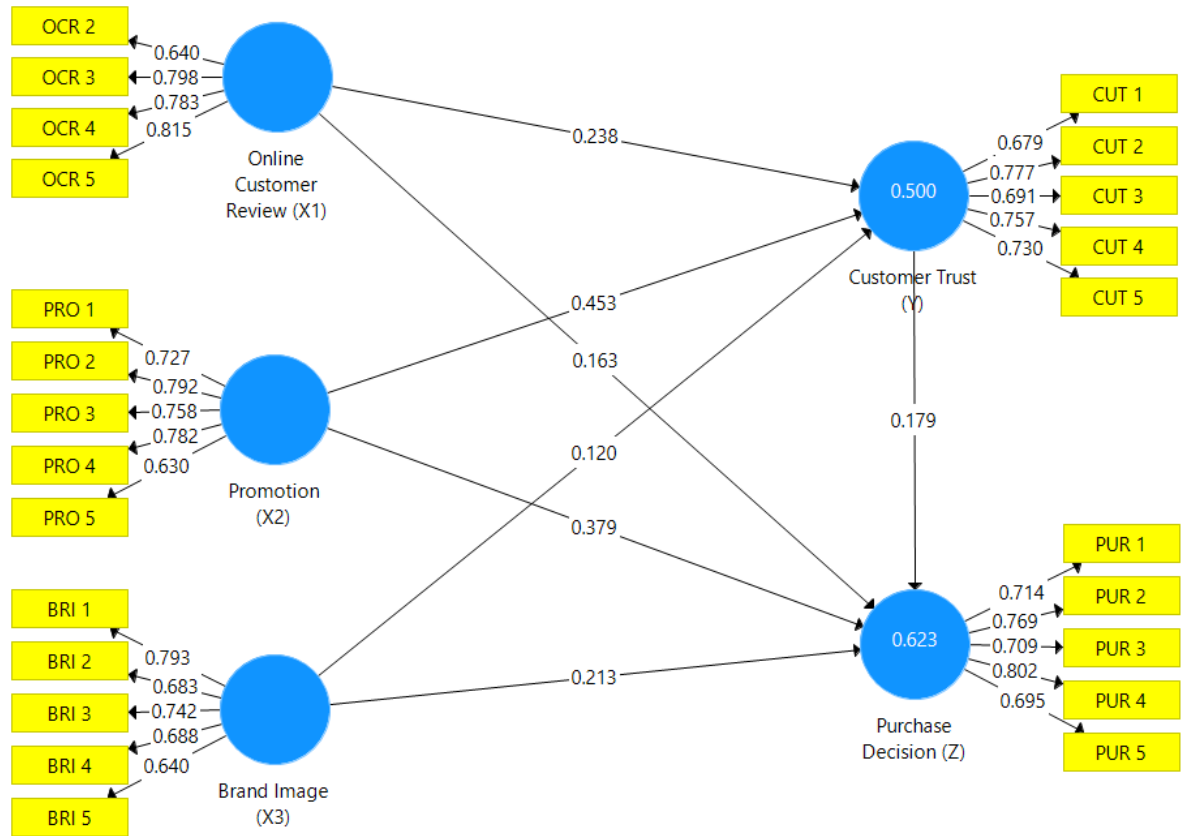 OCR 2
OCR 3
OCR 4
OCR 5
0.640
0.798
0.783
0.815
Online
Customer
Review (X1)
PRO 1
PRO 2
PRO 3
PRO 4
PRO 5
0.727
0.792
0.758
0.782
0.630
Promotion
(X2)
BRI 1
BRI 2
BRI 3
BRI 4
BRI 5
0.793
0.683
0.742
0.688
0.640
Brand Image
(X3)
0.238
0.453
0.163
0.120
0.379
0.213
0.179
0.500
Customer Trust
(Y)
0.679
0.777
0.691
0.757
0.730
CUT 1
CUT 2
CUT 3
CUT 4
CUT 5
0.623
Purchase
Decision (Z)
0.714
0.769
0.709
0.802
0.695
PUR 1
PUR 2
PUR 3
PUR 4
PUR 5